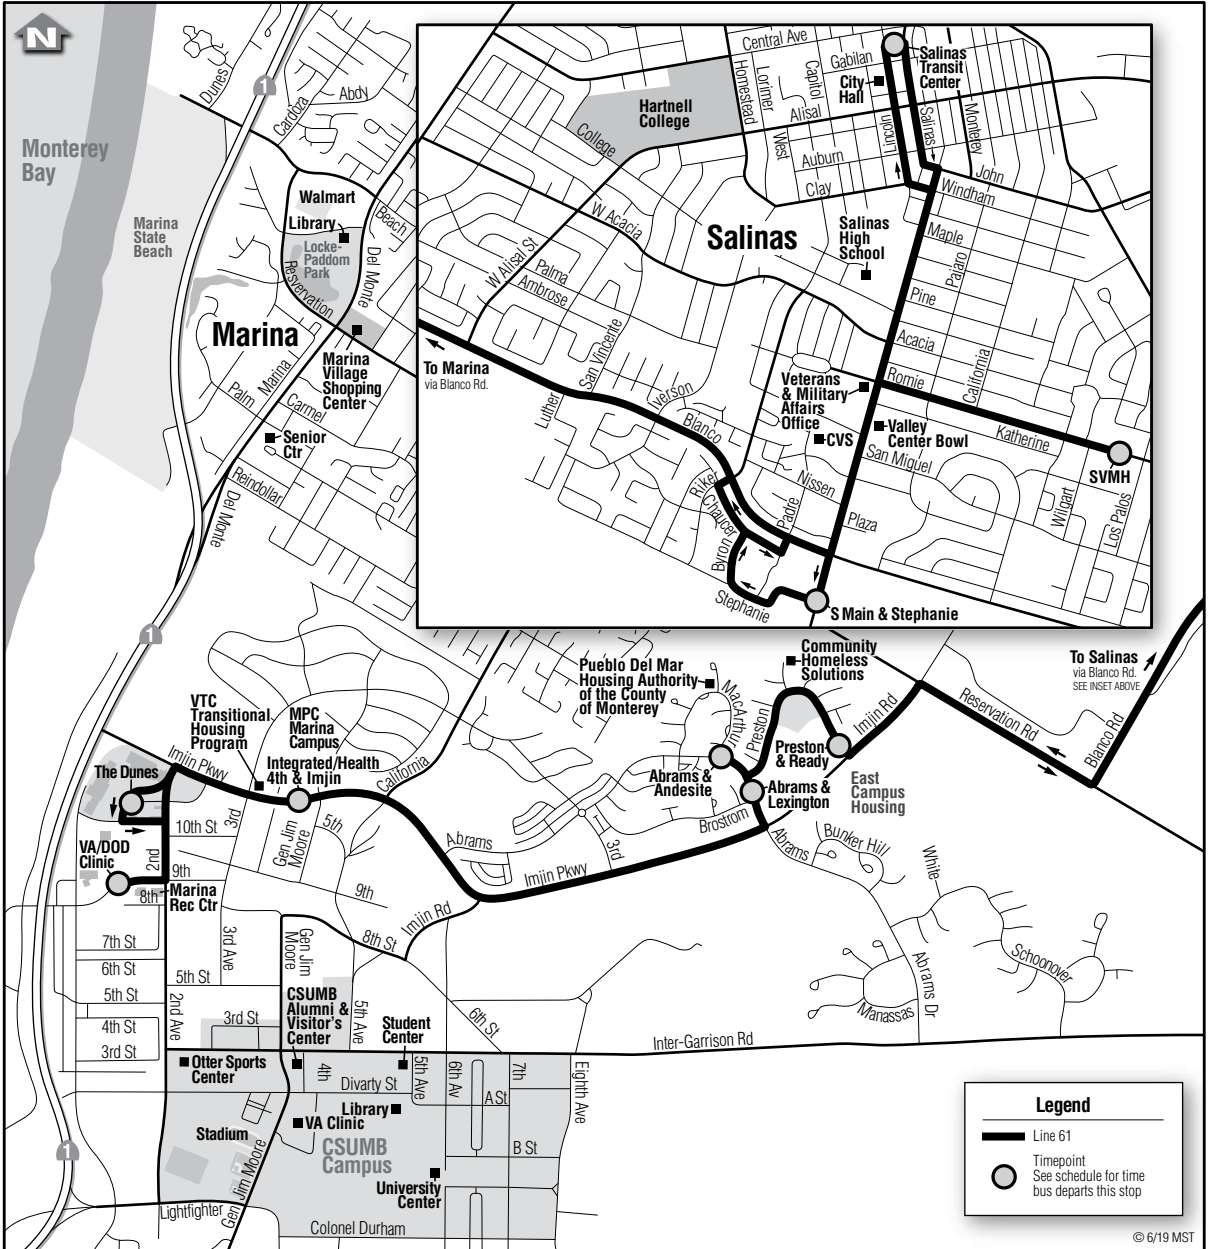 N
1
Dunes
Cardoza
Abdy
Monterey
Bay
Marina
State
Beach
Walmart
Library
Beach
Locke-
Paddom
Park
Reservation
Del Monte
Marina
Marina
Village
Shopping
Center
Marina
Palm
Carmel
Senior
Ctr
Reindollar
Del Monte
1
Central Ave
Gabilan
Salinas
Transit
Center
City
Hall
Homestead
Lorimer
Capitol
Alisal
Hartnell
College
College
Lincoln
Salinas
Monterey
West
Auburn
Clay
John
Windham
W Acacia
Salinas
Salinas
High
School
Maple
Pajaro
W Alisal St
Palma
Ambrose
Pine
San Vincente
Acacia
California
To Marina
via Blanco Rd.
Romie
Veterans
& Military
Affairs
Office
Luther
Iverson
Blanco
CVS
Valley
Center Bowl
Katherine
San Miguel
SVMH
Riker
Nissen
Chaucer
Padre
Plaza
Wilgart
Los Palos
Byron
Stephanie
S Main & Stephanie
Community
Homeless
Solutions
Pueblo Del Mar
Housing Authority
of the County
of Monterey
To Salinas
via Blanco Rd.
SEE INSET ABOVE
MacArthur
Preston
Imjin Rd
Reservation Rd
Blanco Rd
VTC
Transitional
Housing
Program
MPC
Marina
Campus
Integrated/Health
4th & Imjin
California
Imjin Pkwy
The Dunes
Preston
& Ready
Abrams &
Andesite
Abrams &
Lexington
East
Campus
Housing
Brostrom
10th St
3rd
Gen Jim
Moore
5th
Abrams
3rd
Abrams
Bunker Hill
VA/DOD
Clinic
2nd
9th
8th
Marina
Rec Ctr
9th
Imjin Pkwy
Imjin Rd
White
7th St
6th St
5th St
4th St
3rd St
3rd Ave
Gen Jim
Moore
8th St
5th St
2nd Ave
3rd St
CSUMB
Alumni &
Visitor's
Center
5th Ave
Student
Center
6th St
Abrams Dr
Schoonover
Manassas
Inter-Garrison Rd
Otter Sports
Center
4th
Divarty St
5th Ave
6th Av
7th
Eighth Ave
A St
Library
VA Clinic
Stadium
CSUMB
Campus
B St
1
University
Center
Lightfighter
Gen Jim Moore
Colonel Durham
Legend
Line 61
Timepoint
See schedule for time
bus departs this stop
© 6/19 MST